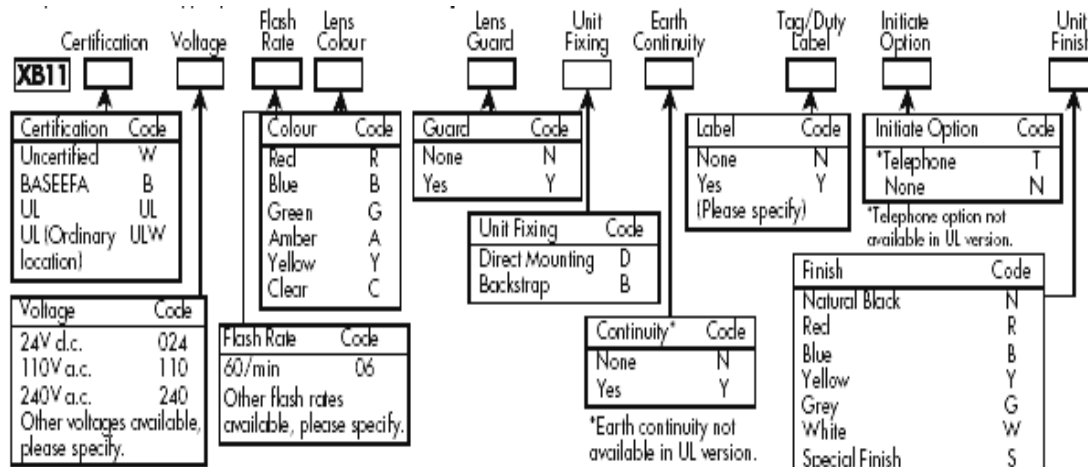 Certification Voltage Flash Rate Lens Colour Lens Guard Unit Fixing Earth Continuity Tag/Duty Label Initiate Option Unit Finish
XB11
Certification Code
Uncertified W
BASEEFA B
UL UL
UL (Ordinary ULW
location)
Voltage Code
24V d.c. 024
110V a.c. 110
240V a.c. 240
Other voltages available,
please specify.
Colour Code
Red R
Blue B
Green G
Amber A
Yellow Y
Clear C
Flash Rate Code
60/min 06
Other flash rates
available, please specify.
Guard Code
None N
Yes Y
Unit Fixing Code
Direct Mounting D
Backstrap B
Continuity* Code
None N
Yes Y
*Earth continuity not
available in UL version.
Label Code
None N
Yes Y
(Please specify)
Initiate Option Code
*Telephone T
None N
*Telephone option not
available in UL version.
Finish Code
Natural Black N
Red R
Blue B
Yellow Y
Grey G
White W
Special Finish S